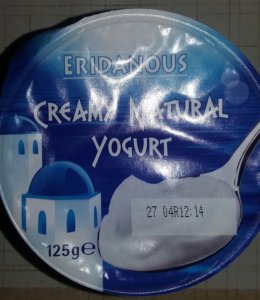 ERIDANOUS
CREAMY NATURAL
YOGURT
27 04R12:14
125g℮